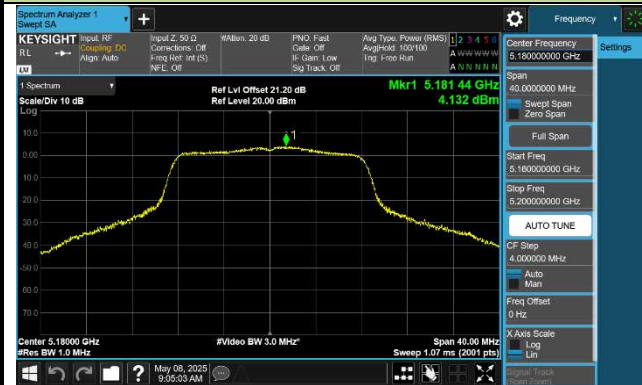 Spectrum Analyzer 1
Swept SA
+
Frequency
KEYSIGHT
RL
LXI
Input: RF
Coupling: DC
Align: Auto
Input Z: 50 Ω
Corrections: Off
Freq Ref: Int (S)
NFE: Off
#Atten: 20 dB
PNO: Fast
Gate: Off
IF Gain: Low
Sig Track: Off
Avg Type: Power (RMS)
Avg|Hold: 100/100
Trig: Free Run
1 2 3 4 5 6
A W W W W W
A N N N N N
1 Spectrum
Scale/Div 10 dB
Log
Ref Lvl Offset 21.20 dB
Ref Level 20.00 dBm
Mkr1 5.181 44 GHz
4.132 dBm
1
10.0
0.00
-10.0
-20.0
-30.0
-40.0
-50.0
-60.0
-70.0
Center 5.18000 GHz
#Res BW 1.0 MHz
#Video BW 3.0 MHz*
Span 40.00 MHz
Sweep 1.07 ms (2001 pts)
Center Frequency
5.180000000 GHz
Settings
Span
40.0000000 MHz
Swept Span
Zero Span
Full Span
Start Freq
5.160000000 GHz
Stop Freq
5.200000000 GHz
AUTO TUNE
CF Step
4.000000 MHz
Auto
Man
Freq Offset
0 Hz
X Axis Scale
Log
Lin
Signal Track
(Span Zoom)
?
May 08, 2025
9:05:03 AM